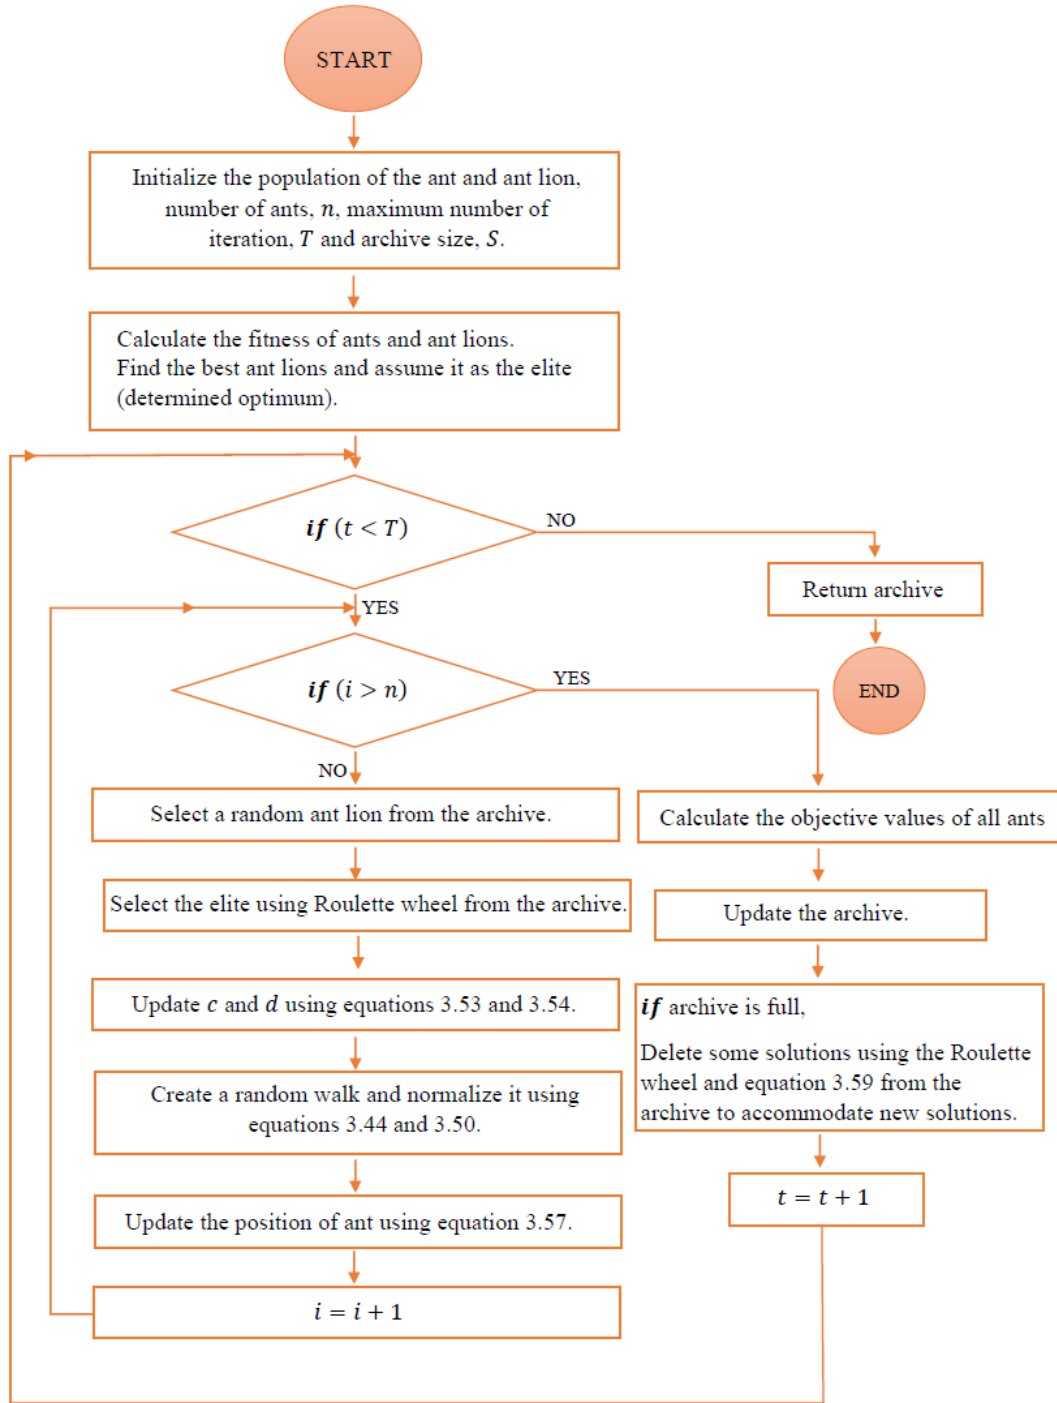 START
Initialize the population of the ant and ant lion,
number of ants, n, maximum number of
iteration, T and archive size, S.
Calculate the fitness of ants and ant lions.
Find the best ant lions and assume it as the elite
(determined optimum).
if (t < T)
NO
Return archive
END
YES
if (i > n)
YES
NO
Select a random ant lion from the archive.
Select the elite using Roulette wheel from the archive.
Update c and d using equations 3.53 and 3.54.
Create a random walk and normalize it using
equations 3.44 and 3.50.
Update the position of ant using equation 3.57.
i = i + 1
Calculate the objective values of all ants
Update the archive.
if archive is full,
Delete some solutions using the Roulette
wheel and equation 3.59 from the
archive to accommodate new solutions.
t = t + 1